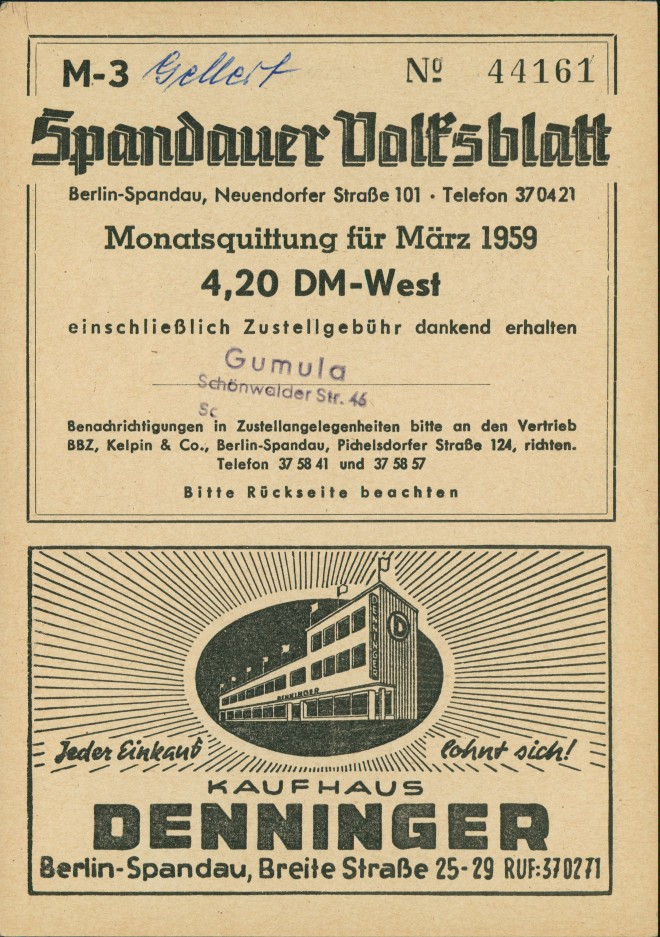 M-3 Gellert Nº 44161
Spandauer Volksblatt
Berlin-Spandau, Neuendorfer Straße 101 · Telefon 37 04 21
Monatsquittung für März 1959
4,20 DM-West
einschließlich Zustellgebühr dankend erhalten
Gumula
Schönwalder Str. 46
Benachrichtigungen in Zustellangelegenheiten bitte an den Vertrieb
BBZ, Kelpin & Co., Berlin-Spandau, Pichelsdorfer Straße 124, richten.
Telefon 37 58 41 und 37 58 57
Bitte Rückseite beachten
DENNINGER
D
DENNINGER
Jeder Einkauf lohnt sich!
KAUFHAUS
DENNINGER
Berlin-Spandau, Breite Straße 25-29 RUF: 370271